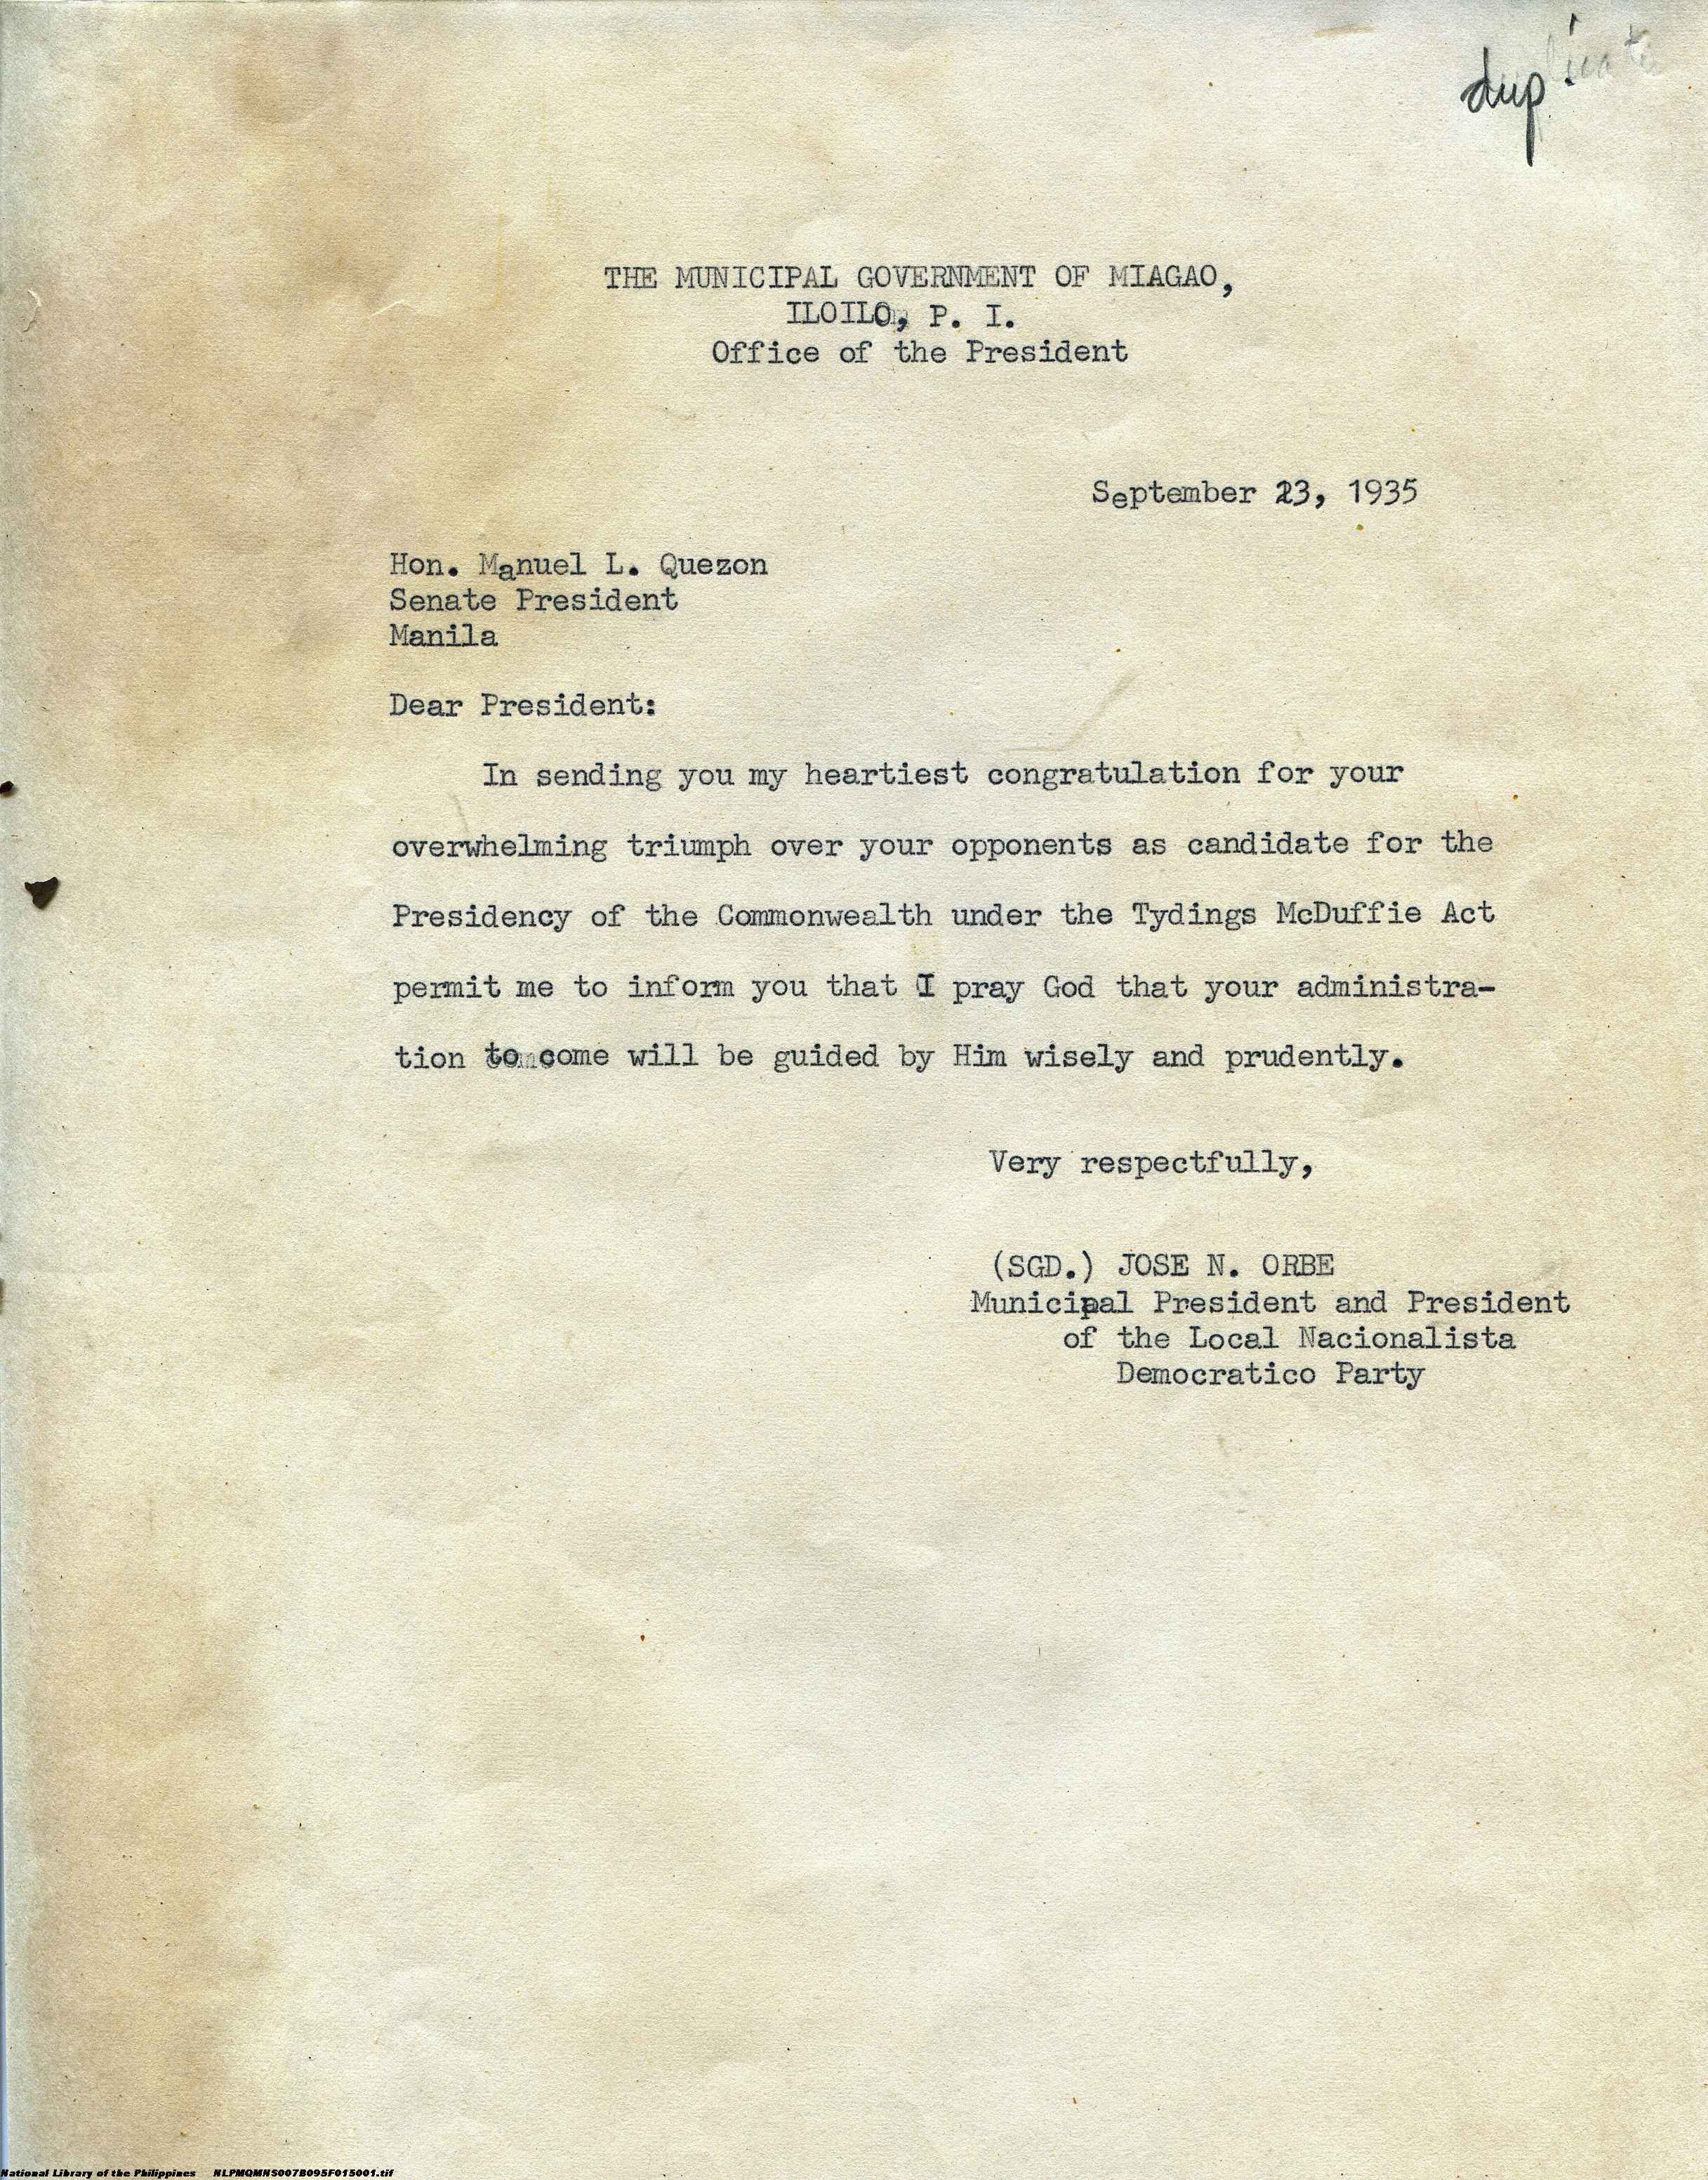 duplicate
THE MUNICIPAL GOVERNMENT OF MIAGAO,
ILOILO, P. I.
Office of the President
September 23, 1935
Hon. Manuel L. Quezon
Senate President
Manila
Dear President:
In sending you my heartiest congratulation for your
overwhelming triumph over your opponents as candidate for the
Presidency of the Commonwealth under the Tydings McDuffie Act
permit me to inform you that I pray God that your administra-
tion to come will be guided by Him wisely and prudently.
Very respectfully,
(SGD.) JOSE N. ORBE
Municipal President and President
of the Local Nacionalista
Democratico Party
National Library of the Philippines NLPMQMNS007B095F015001.tif